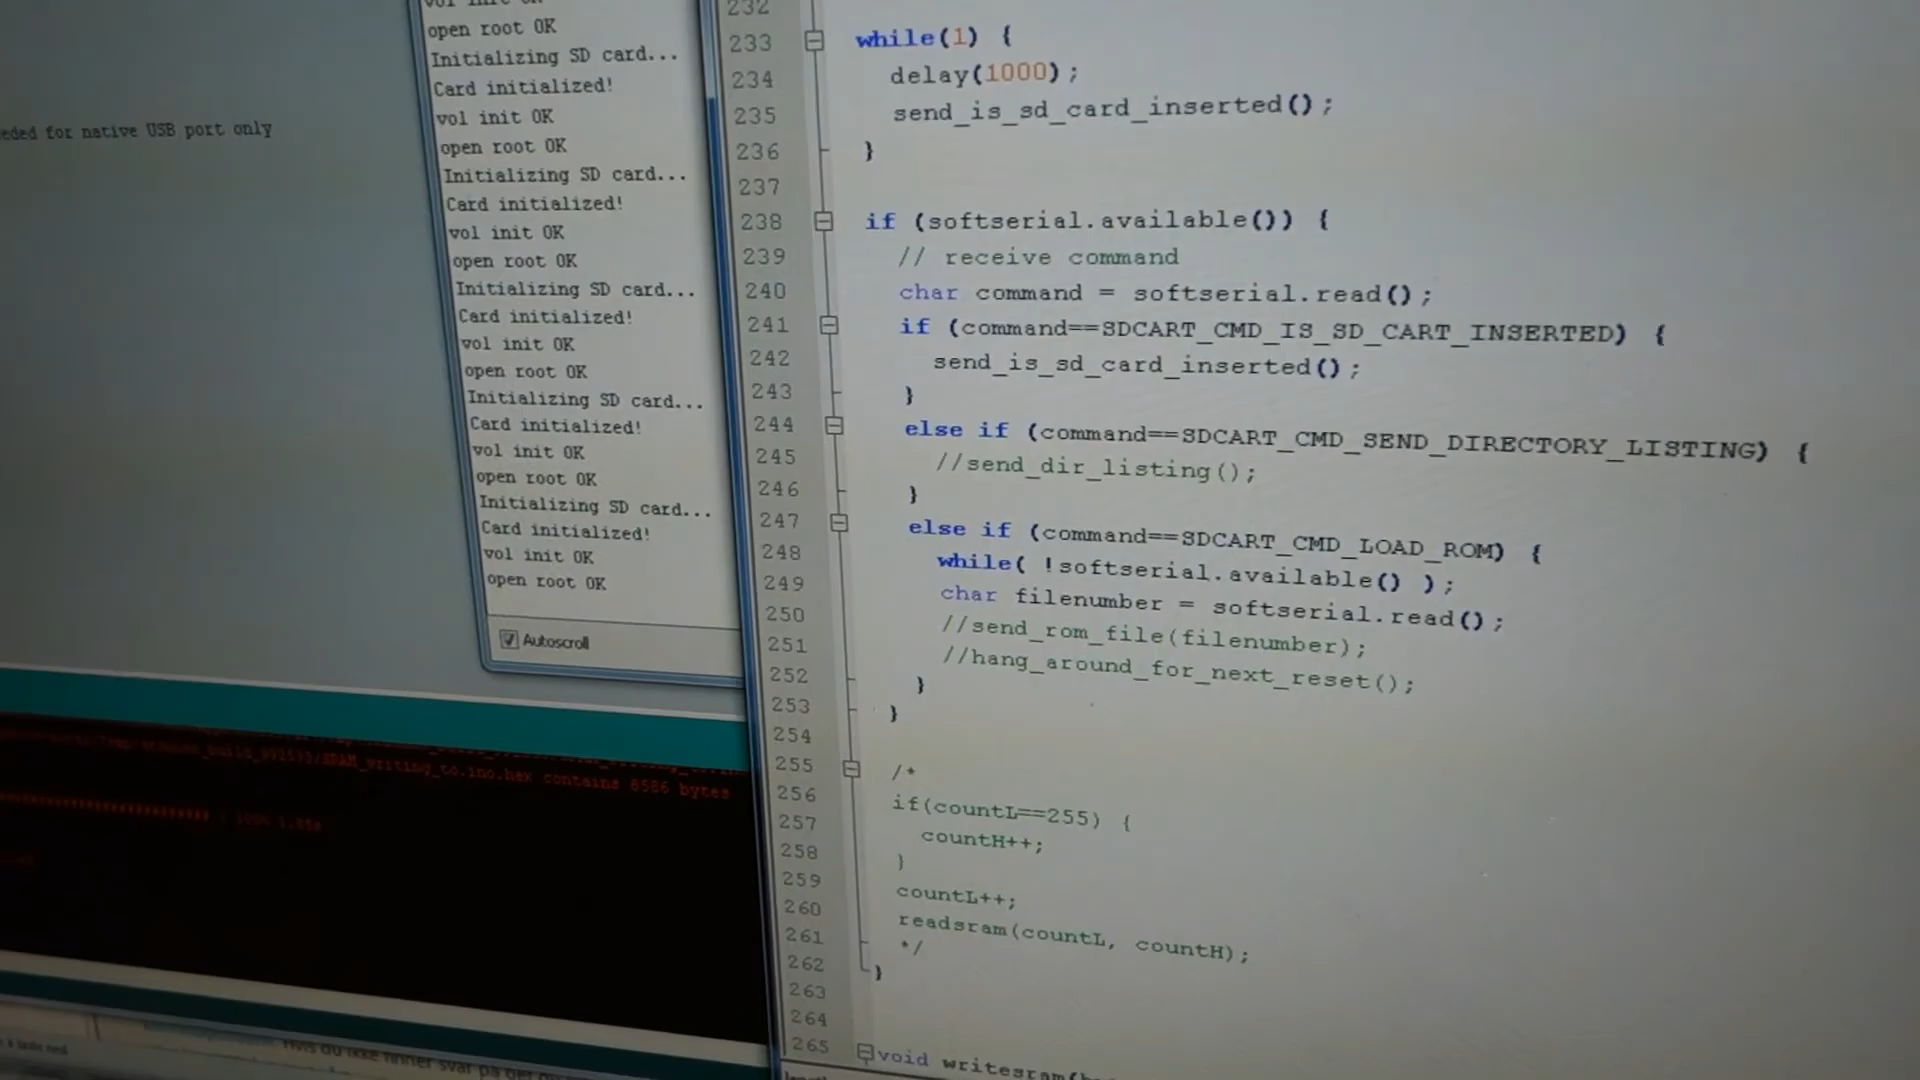 eded for native USB port only
open root OK
Initializing SD card...
Card initialized!
vol init OK
open root OK
Initializing SD card...
Card initialized!
vol init OK
open root OK
Initializing SD card...
Card initialized!
vol init OK
open root OK
Initializing SD card...
Card initialized!
vol init OK
open root OK
Initializing SD card...
Card initialized!
vol init OK
open root OK
Autoscroll
contains 8586 bytes
232
233 while(1) {
234 delay(1000);
235 send_is_sd_card_inserted();
236 }
237
238 if (softserial.available()) {
239 // receive command
240 char command = softserial.read();
241 if (command==SDCART_CMD_IS_SD_CART_INSERTED) {
242 send_is_sd_card_inserted();
243 }
244 else if (command==SDCART_CMD_SEND_DIRECTORY_LISTING) {
245 //send_dir_listing();
246 }
247 else if (command==SDCART_CMD_LOAD_ROM) {
248 while( !softserial.available() );
249 char filenumber = softserial.read();
250 //send_rom_file(filenumber);
251 //hang_around_for_next_reset();
252 }
253 }
254
255 /*
256 if(countL==255) {
257 countH++;
258 }
259 countL++;
260 readsram(countL, countH);
261 */
262 }
263
264
265 void writesram(